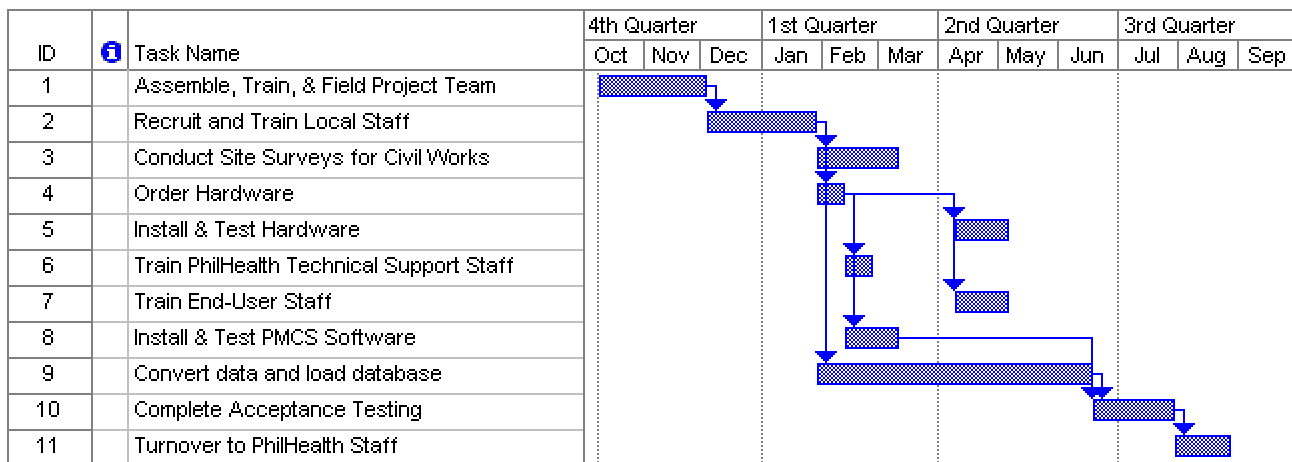 4th Quarter 1st Quarter 2nd Quarter 3rd Quarter
ID i Task Name Oct Nov Dec Jan Feb Mar Apr May Jun Jul Aug Sep
1 Assemble, Train, & Field Project Team
2 Recruit and Train Local Staff
3 Conduct Site Surveys for Civil Works
4 Order Hardware
5 Install & Test Hardware
6 Train PhilHealth Technical Support Staff
7 Train End-User Staff
8 Install & Test PMCS Software
9 Convert data and load database
10 Complete Acceptance Testing
11 Turnover to PhilHealth Staff